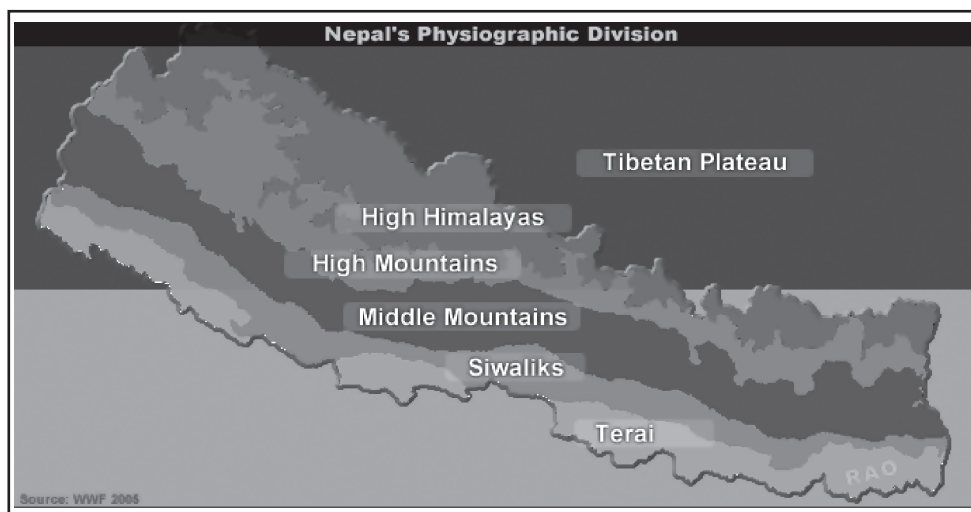 Nepal's Physiographic Division
Tibetan Plateau
High Himalayas
High Mountains
Middle Mountains
Siwaliks
Terai
RAO
Source: WWF 2005